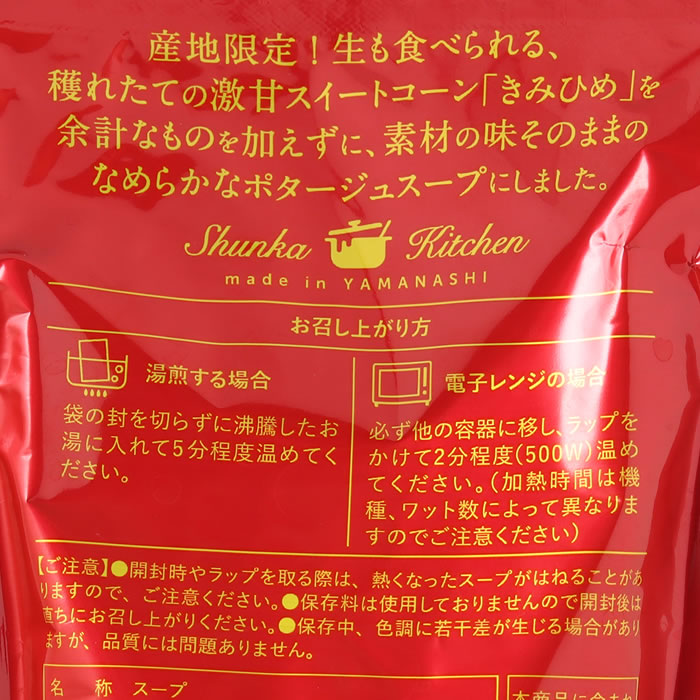 産地限定！生も食べられる、
穫れたての激甘スイートコーン「きみひめ」を
余計なものを加えずに、素材の味そのままの
なめらかなポタージュスープにしました。
Shunka Kitchen
made in YAMANASHI
お召し上がり方
湯煎する場合
袋の封を切らずに沸騰したお
湯に入れて5分程度温めてく
ださい。
電子レンジの場合
必ず他の容器に移し、ラップを
かけて2分程度(500W)温め
てください。(加熱時間は機
種、ワット数によって異なりま
すのでご注意ください)
【ご注意】●開封時やラップを取る際は、熱くなったスープがはねることがあ
りますので、ご注意ください。●保存料は使用しておりませんので開封後は
直ちにお召し上がりください。●保存中、色調に若干差が生じる場合があり
ますが、品質には問題ありません。
名 称 スープ
本商品に含まれ